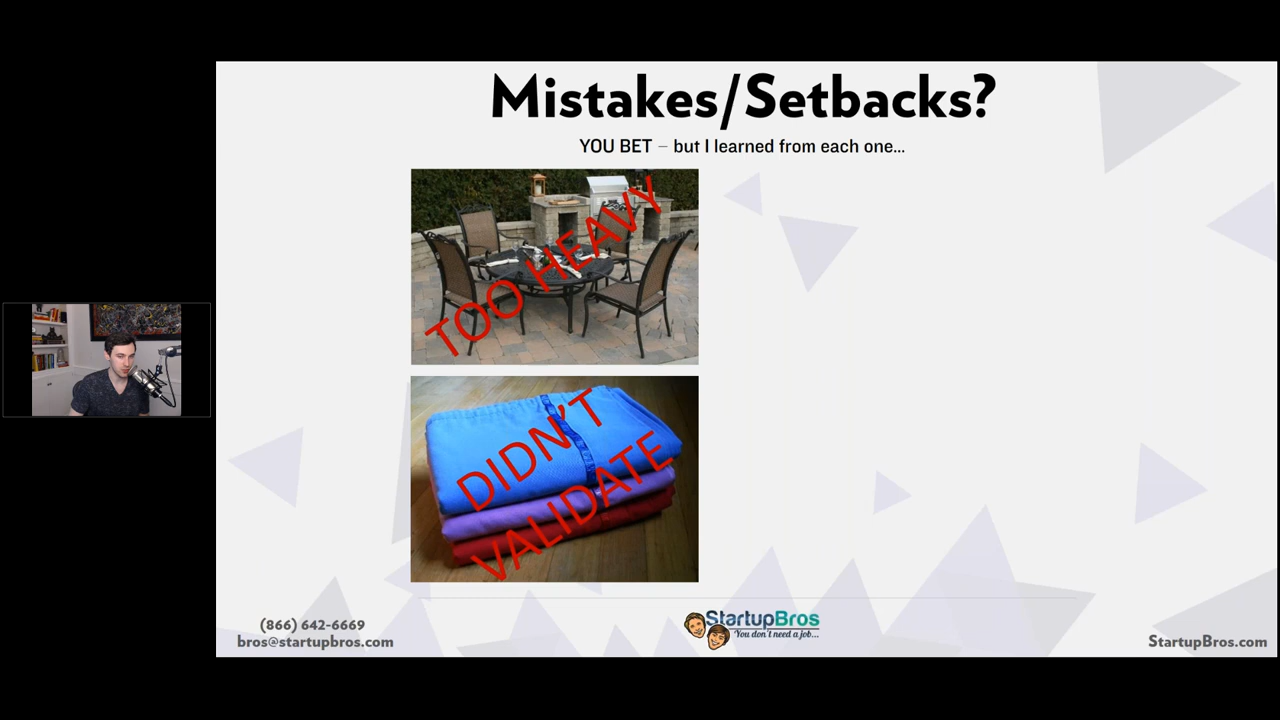 Mistakes/Setbacks?
YOU BET – but I learned from each one...
TOO HEAVY
DIDN'T
VALIDATE
(866) 642-6669
bros@startupbros.com
StartupBros
"You don't need a job...
StartupBros.com